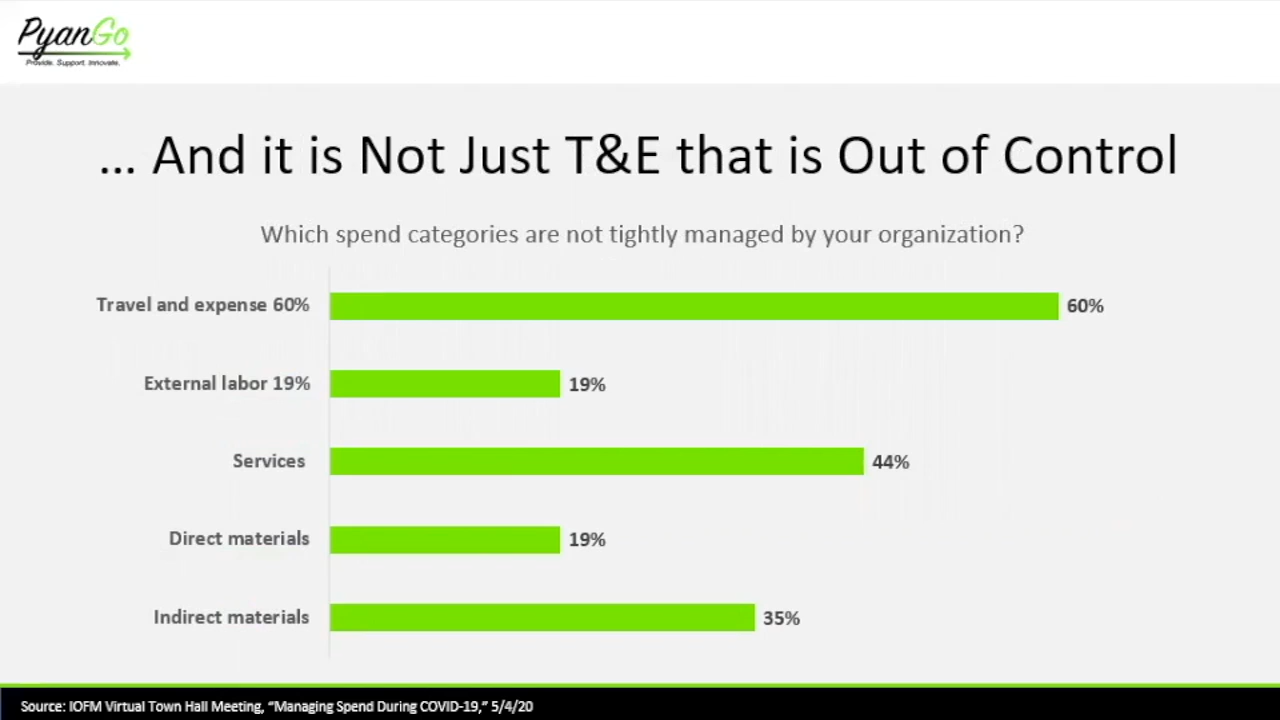 PyanGo
Provide. Support. Innovate.
... And it is Not Just T&E that is Out of Control
Which spend categories are not tightly managed by your organization?
Travel and expense 60% 60%
External labor 19% 19%
Services 44%
Direct materials 19%
Indirect materials 35%
Source: IOFM Virtual Town Hall Meeting, “Managing Spend During COVID-19,” 5/4/20